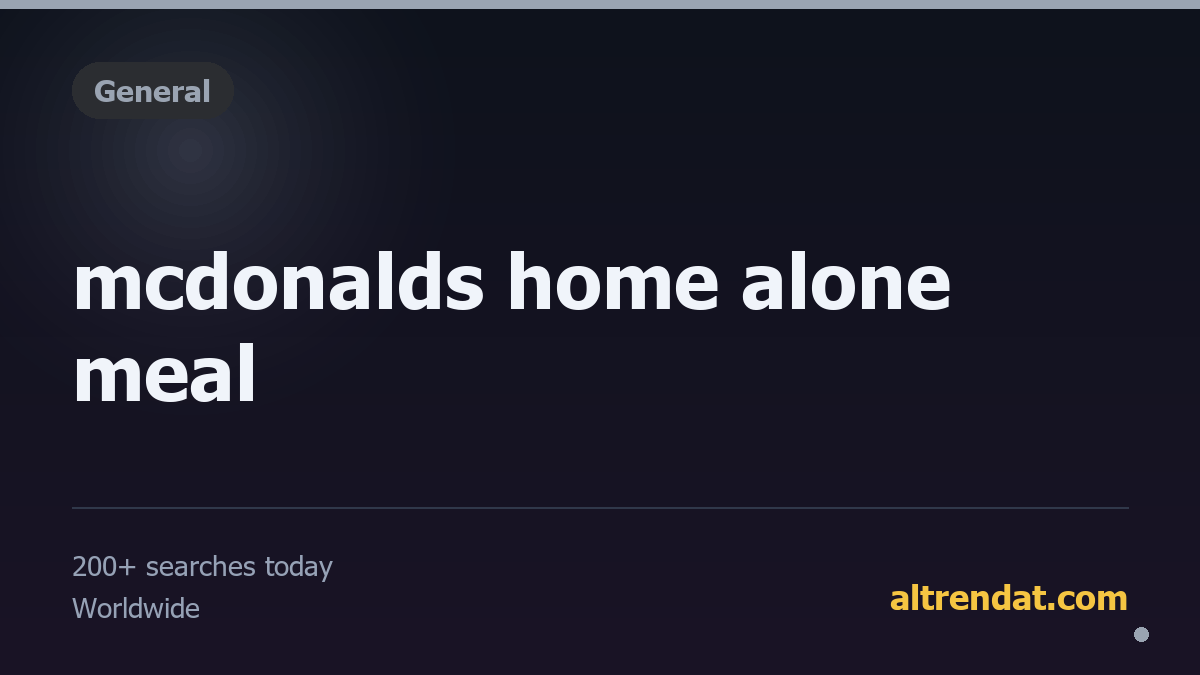 General
mcdonalds home alone
meal
200+ searches today
Worldwide
altrendat.com